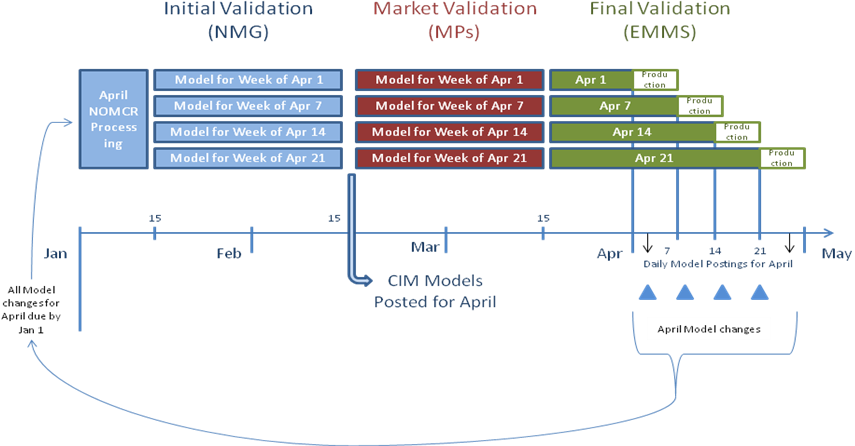 Initial Validation
(NMG)
Market Validation
(MPs)
Final Validation
(EMMS)
April
NOMCR
Process
ing
Model for Week of Apr 1
Model for Week of Apr 1
Apr 1
Produ
ction
Model for Week of Apr 7
Model for Week of Apr 7
Apr 7
Produ
ction
Model for Week of Apr 14
Model for Week of Apr 14
Apr 14
Produ
ction
Model for Week of Apr 21
Model for Week of Apr 21
Apr 21
Produ
ction
15
15
15
Jan
Feb
Mar
Apr
7
14
21
May
Daily Model Postings for April
CIM Models
Posted for April
All Model
changes for
April due by
Jan 1
April Model changes